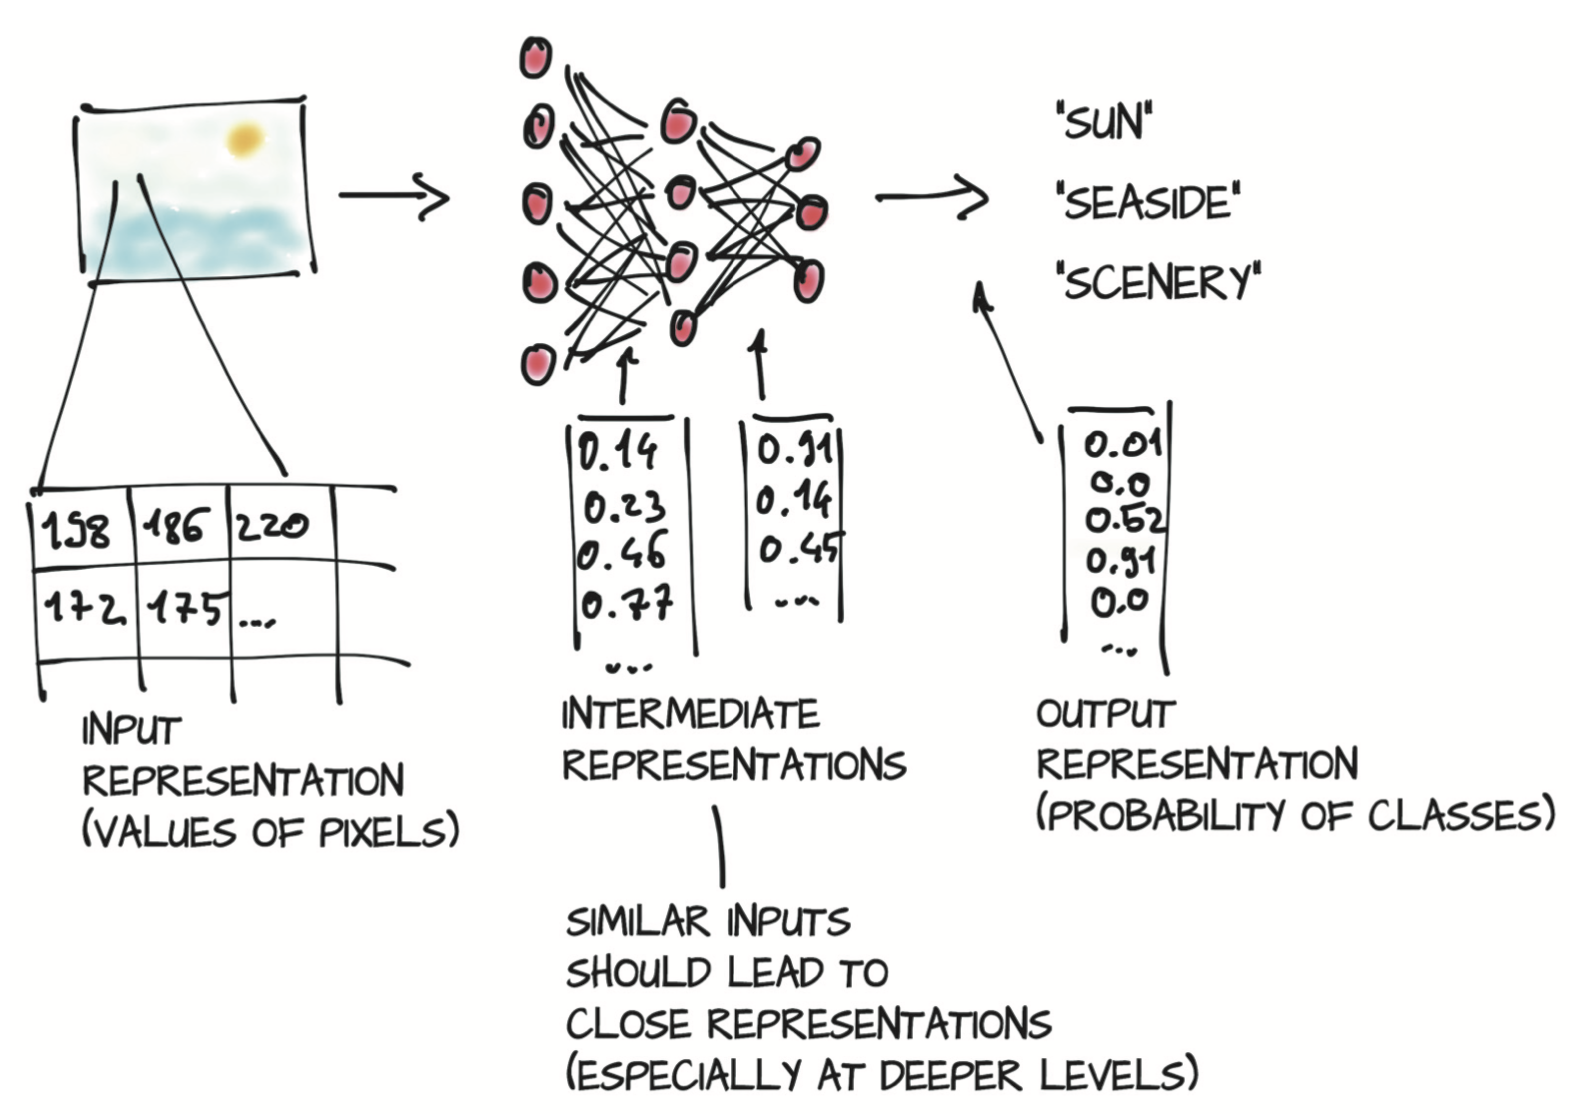 "SUN"
"SEASIDE"
"SCENERY"
198 186 220
172 175 ...
0.14
0.23
0.46
0.77
...
0.91
0.14
0.45
...
0.01
0.0
0.52
0.91
0.0
...
INPUT
REPRESENTATION
(VALUES OF PIXELS)
INTERMEDIATE
REPRESENTATIONS
OUTPUT
REPRESENTATION
(PROBABILITY OF CLASSES)
SIMILAR INPUTS
SHOULD LEAD TO
CLOSE REPRESENTATIONS
(ESPECIALLY AT DEEPER LEVELS)